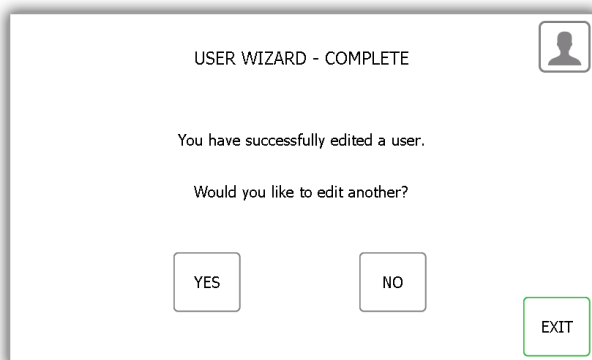 USER WIZARD - COMPLETE
You have successfully edited a user.
Would you like to edit another?
YES
NO
EXIT